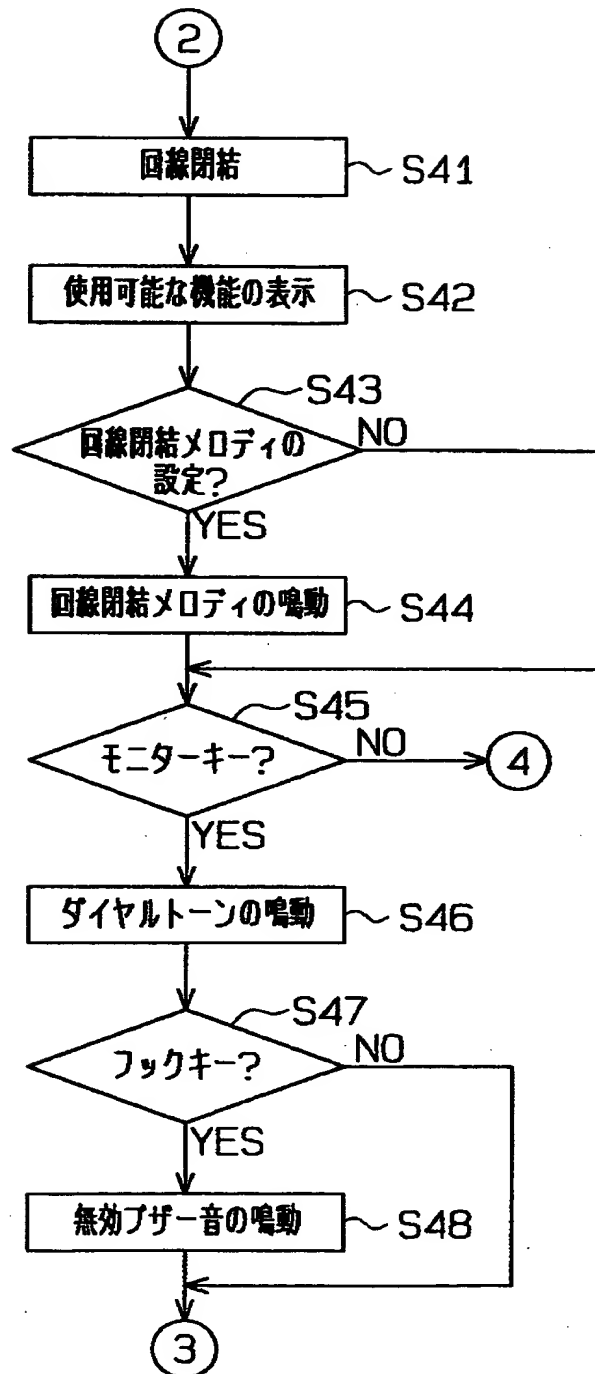 2
回線閉結
S41
使用可能な機能の表示
S42
S43
回線閉結メロディの
設定?
NO
YES
回線閉結メロディの鳴動
S44
S45
モニターキー?
NO
4
YES
ダイヤルトーンの鳴動
S46
S47
フックキー?
NO
YES
無効ブザー音の鳴動
S48
3